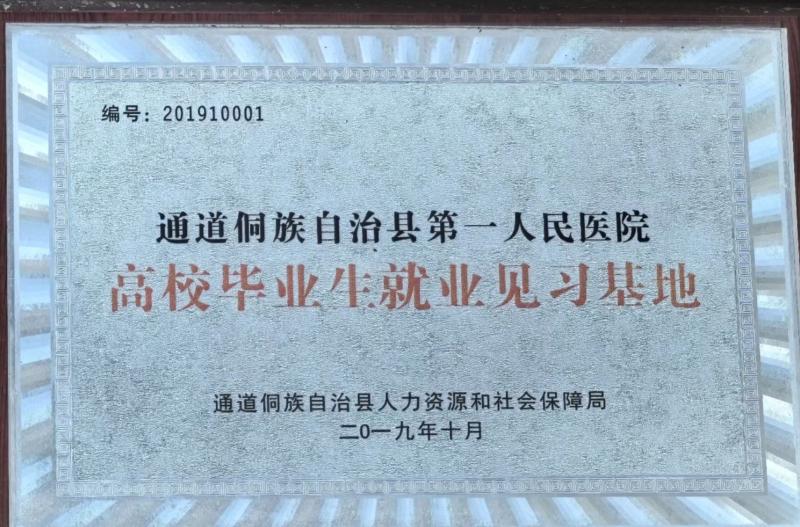 编号：201910001
通道侗族自治县第一人民医院
高校毕业生就业见习基地
通道侗族自治县人力资源和社会保障局
二0一九年十月